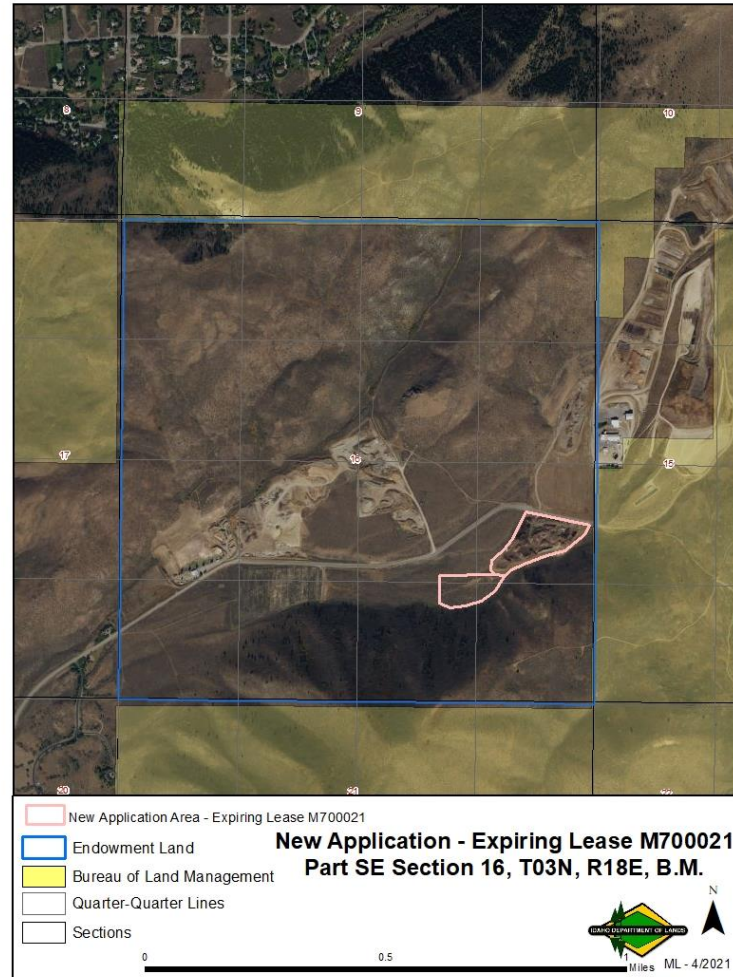 8
9
10
17
16
15
20
21
22
New Application Area - Expiring Lease M700021
Endowment Land
Bureau of Land Management
Quarter-Quarter Lines
Sections
New Application - Expiring Lease M700021
Part SE Section 16, T03N, R18E, B.M.
N
IDAHO DEPARTMENT OF LANDS
0
0.5
1
Miles
ML - 4/2021